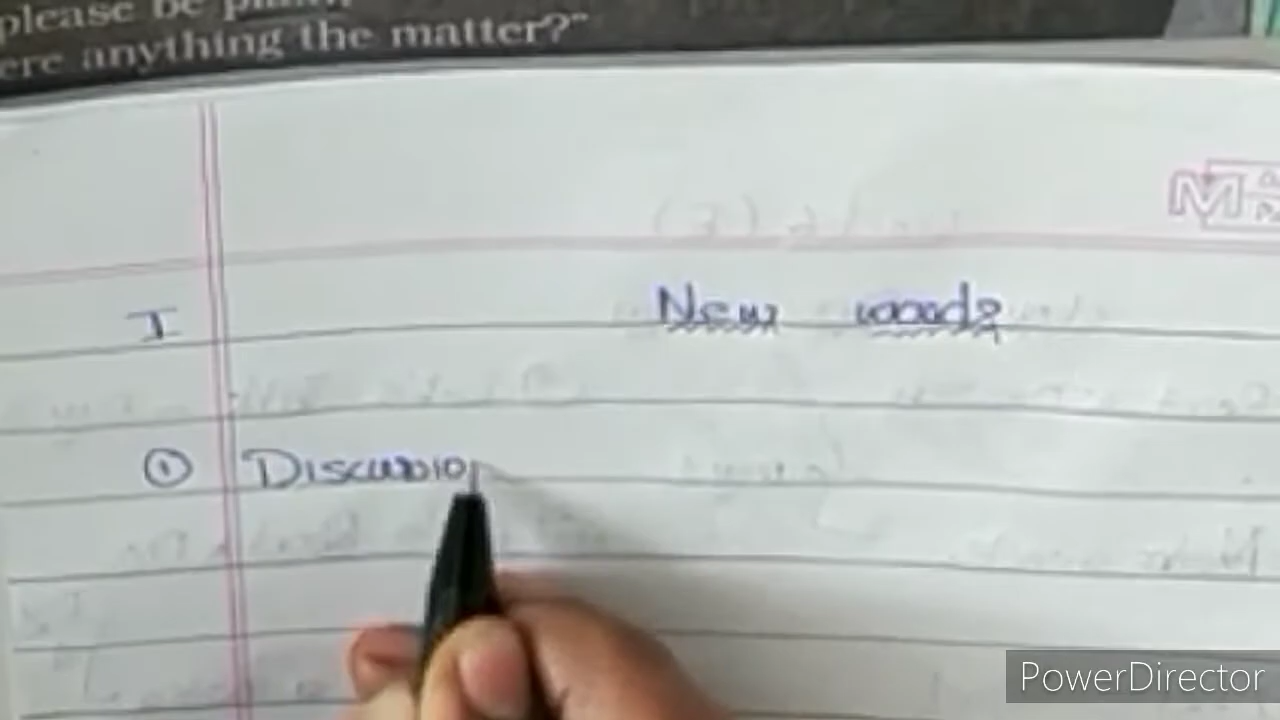 please be
ere anything the matter?"
M
I New words
① Discussio
PowerDirector